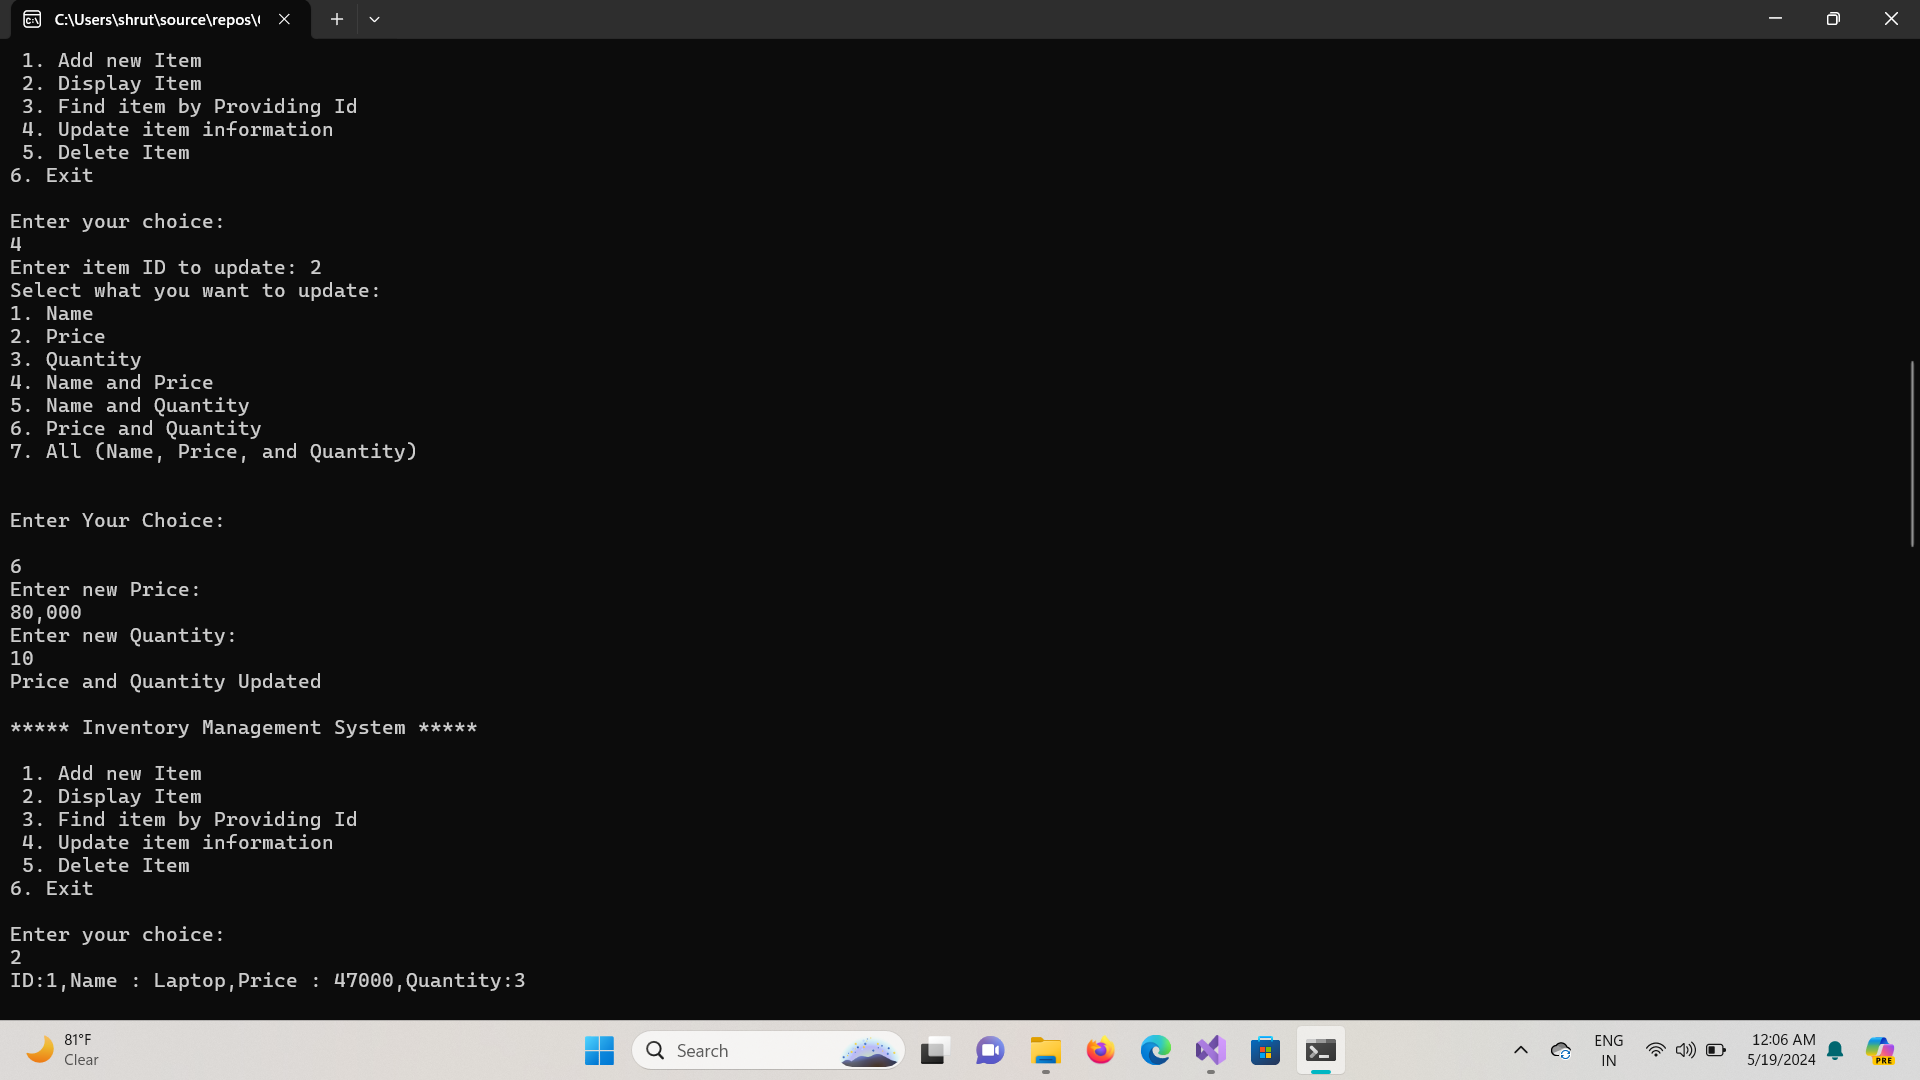 C:\Users\shrut\source\repos\
1. Add new Item
2. Display Item
3. Find item by Providing Id
4. Update item information
5. Delete Item
6. Exit
Enter your choice:
4
Enter item ID to update: 2
Select what you want to update:
1. Name
2. Price
3. Quantity
4. Name and Price
5. Name and Quantity
6. Price and Quantity
7. All (Name, Price, and Quantity)
Enter Your Choice:
6
Enter new Price:
80,000
Enter new Quantity:
10
Price and Quantity Updated
***** Inventory Management System *****
1. Add new Item
2. Display Item
3. Find item by Providing Id
4. Update item information
5. Delete Item
6. Exit
Enter your choice:
2
ID:1,Name : Laptop,Price : 47000,Quantity:3
81°F
Clear
Search
ENG
IN
12:06 AM
5/19/2024
PRE